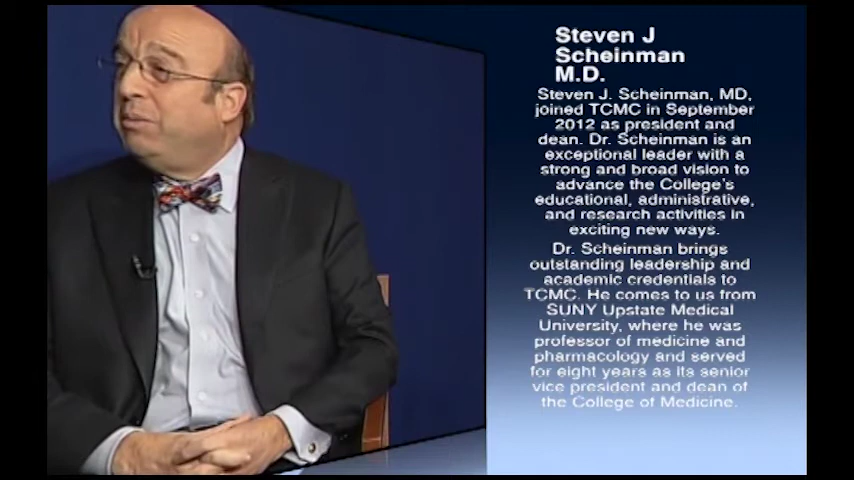 Steven J
Scheinman
M.D.
Steven J. Scheinman, MD,
joined TCMC in September
2012 as president and
dean. Dr. Scheinman is an
exceptional leader with a
strong and broad vision to
advance the College's
educational, administrative,
and research activities in
exciting new ways.
Dr. Scheinman brings
outstanding leadership and
academic credentials to
TCMC. He comes to us from
SUNY Upstate Medical
University, where he was
professor of medicine and
pharmacology and served
for eight years as its senior
vice president and dean of
the College of Medicine.